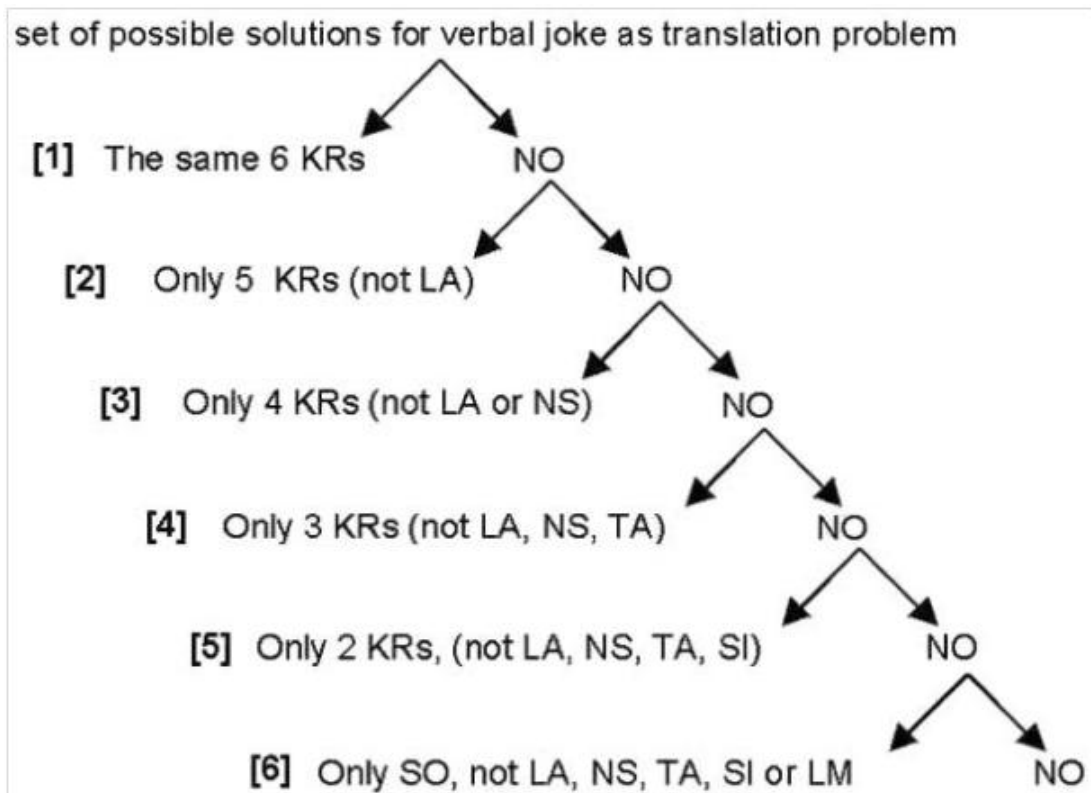 set of possible solutions for verbal joke as translation problem
[1] The same 6 KRs NO
[2] Only 5 KRs (not LA) NO
[3] Only 4 KRs (not LA or NS) NO
[4] Only 3 KRs (not LA, NS, TA) NO
[5] Only 2 KRs, (not LA, NS, TA, SI) NO
[6] Only SO, not LA, NS, TA, SI or LM NO